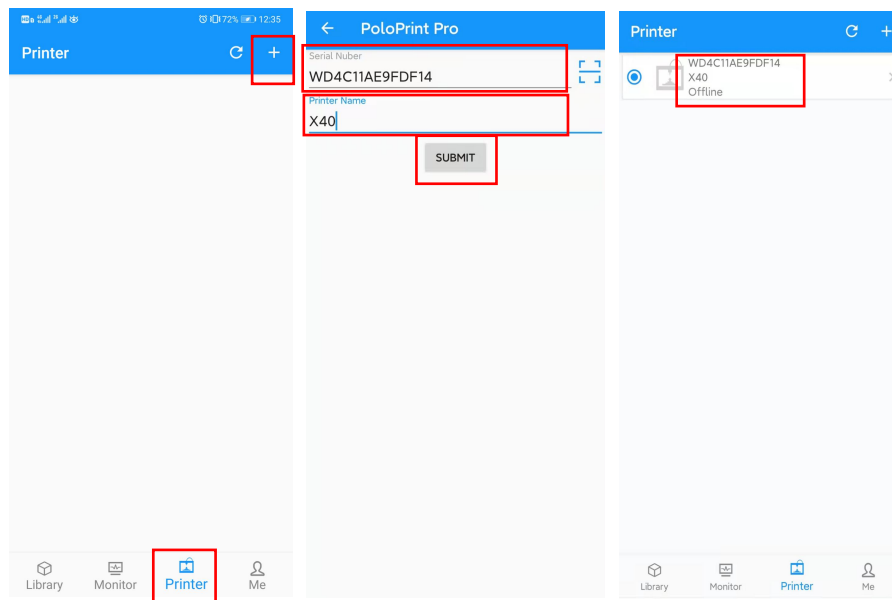 72% 12:35
Printer
+
Library Monitor Printer Me
PoloPrint Pro
Serial Nuber
WD4C11AE9FDF14
Printer Name
X40
SUBMIT
Printer
+
WD4C11AE9FDF14
X40
Offline
Library Monitor Printer Me